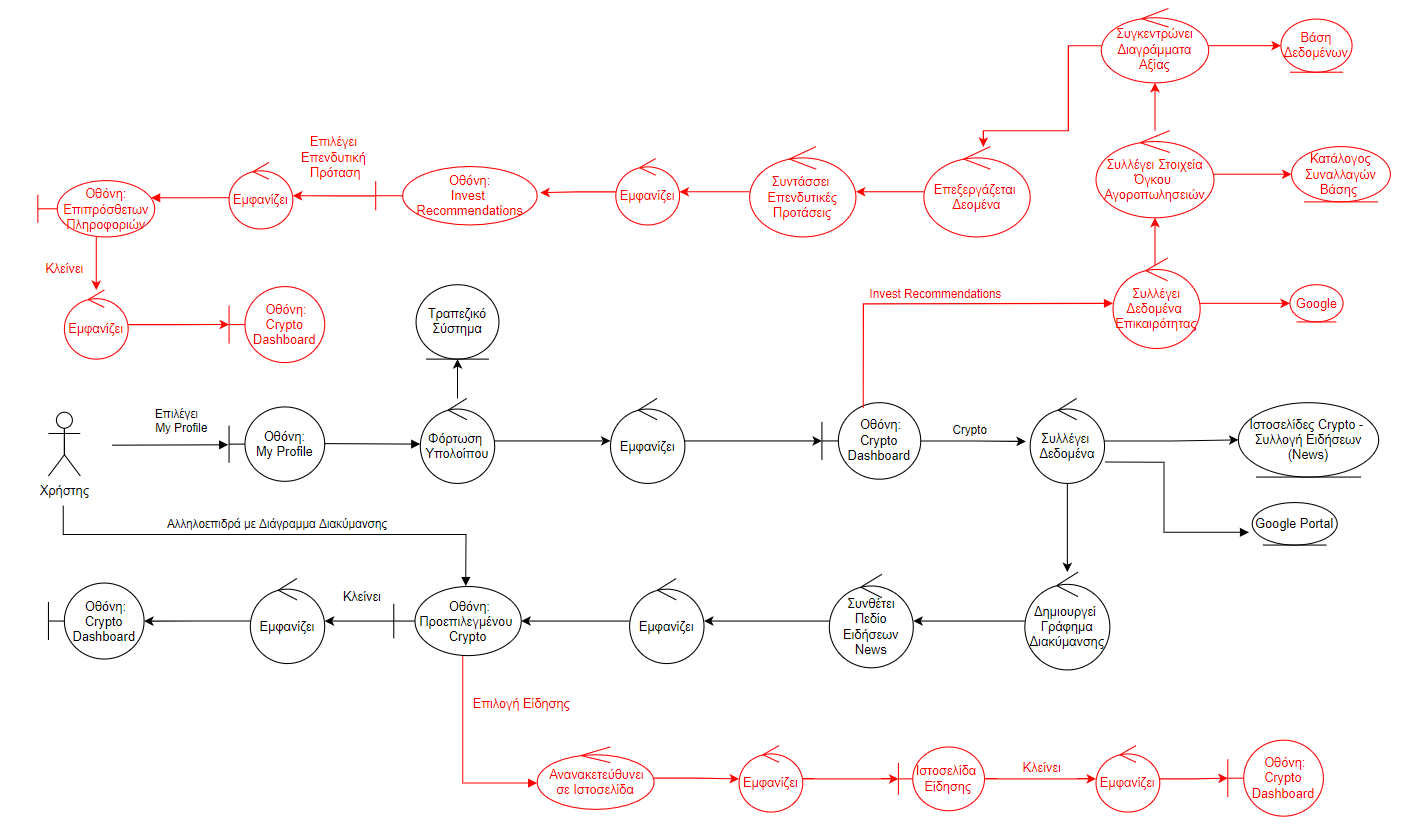 Συγκεντρώνει
Διαγράμματα
Αξίας
Βάση
Δεδομένων
Επιλέγει
Επενδυτική
Πρόταση
Οθόνη:
Επιπρόσθετων
Πληροφοριών
Εμφανίζει
Οθόνη:
Invest
Recommendations
Εμφανίζει
Συντάσσει
Επενδυτικές
Προτάσεις
Επεξεργάζεται
Δεομένα
Συλλέγει Στοιχεία
Όγκου
Αγοροπωλησειών
Κατάλογος
Συναλλαγών
Βάσης
Κλείνει
Εμφανίζει
Οθόνη:
Crypto
Dashboard
Τραπεζικό
Σύστημα
Invest Recommendations
Συλλέγει
Δεδομένα
Επικαιρότητας
Google
Χρήστης
Επιλέγει
My Profile
Οθόνη:
My Profile
Φόρτωση
Υπολοίπου
Εμφανίζει
Οθόνη:
Crypto
Dashboard
Crypto
Συλλέγει
Δεδομένα
Ιστοσελίδες Crypto -
Συλλογή Ειδήσεων
(News)
Google Portal
Αλληλοεπιδρά με Διάγραμμα Διακύμανσης
Οθόνη:
Crypto
Dashboard
Εμφανίζει
Κλείνει
Οθόνη:
Προεπιλεγμένου
Crypto
Εμφανίζει
Συνθέτει
Πεδίο
Ειδήσεων
News
Δημιουργεί
Γράφημα
Διακύμανσης
Επιλογή Είδησης
Ανανακετεύθυνει
σε Ιστοσελίδα
Εμφανίζει
Ιστοσελίδα
Είδησης
Κλείνει
Εμφανίζει
Οθόνη:
Crypto
Dashboard